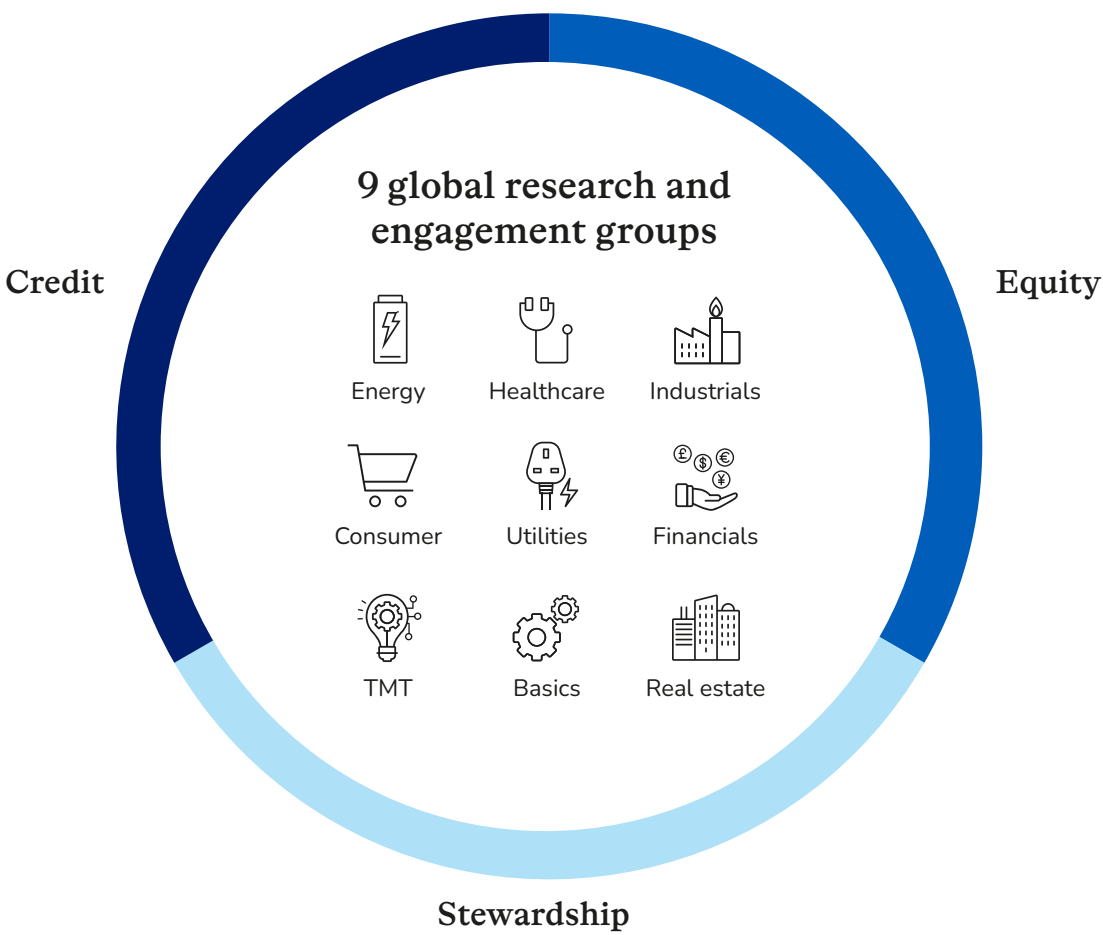 9 global research and
engagement groups
Credit
Equity
Energy
Healthcare
Industrials
£
$
€
¥
Consumer
Utilities
Financials
TMT
Basics
Real estate
Stewardship